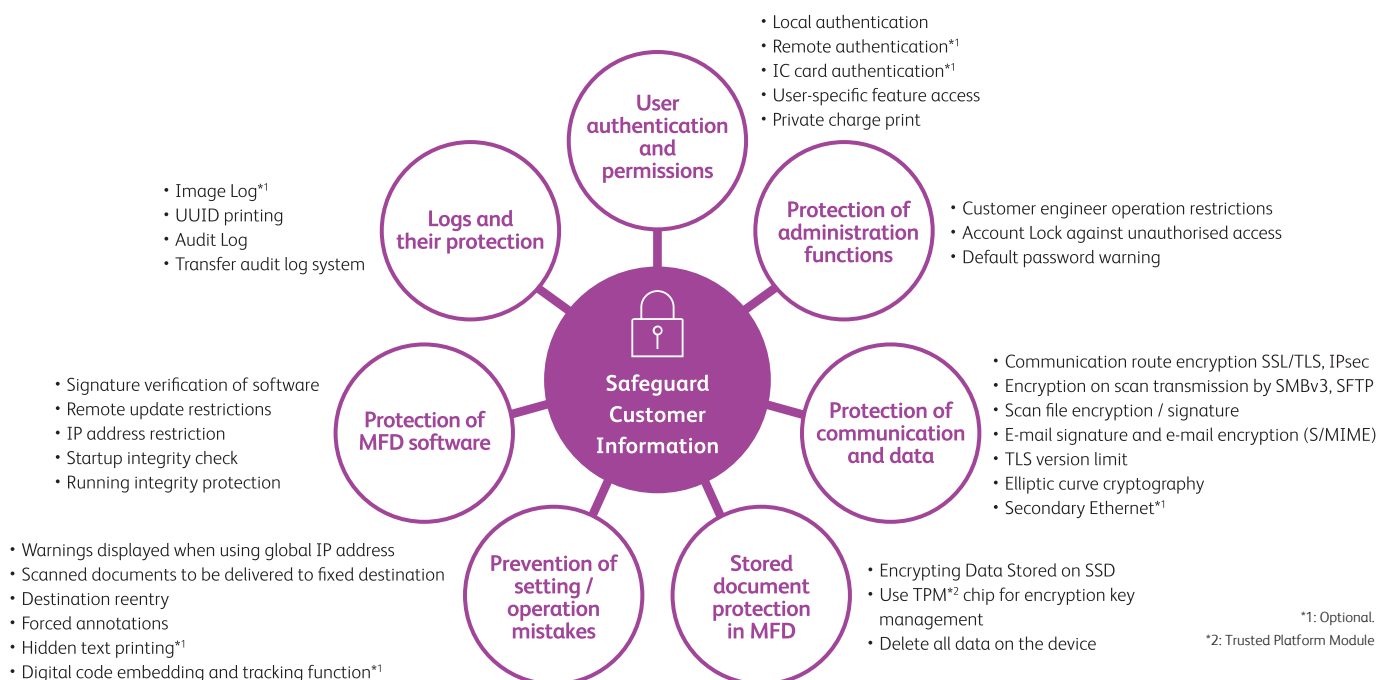 • Local authentication
• Remote authentication*1
• IC card authentication*1
• User-specific feature access
• Private charge print
User
authentication
and
permissions
• Image Log*1
• UUID printing
• Audit Log
• Transfer audit log system
Logs and
their protection
Protection of
administration
functions
• Customer engineer operation restrictions
• Account Lock against unauthorised access
• Default password warning
Safeguard
Customer
Information
• Signature verification of software
• Remote update restrictions
• IP address restriction
• Startup integrity check
• Running integrity protection
Protection of
MFD software
Protection of
communication
and data
• Communication route encryption SSL/TLS, IPsec
• Encryption on scan transmission by SMBv3, SFTP
• Scan file encryption / signature
• E-mail signature and e-mail encryption (S/MIME)
• TLS version limit
• Elliptic curve cryptography
• Secondary Ethernet*1
• Warnings displayed when using global IP address
• Scanned documents to be delivered to fixed destination
• Destination reentry
• Forced annotations
• Hidden text printing*1
• Digital code embedding and tracking function*1
Prevention of
setting /
operation
mistakes
Stored
document
protection
in MFD
• Encrypting Data Stored on SSD
• Use TPM*2 chip for encryption key
management
• Delete all data on the device
*1: Optional.
*2: Trusted Platform Module